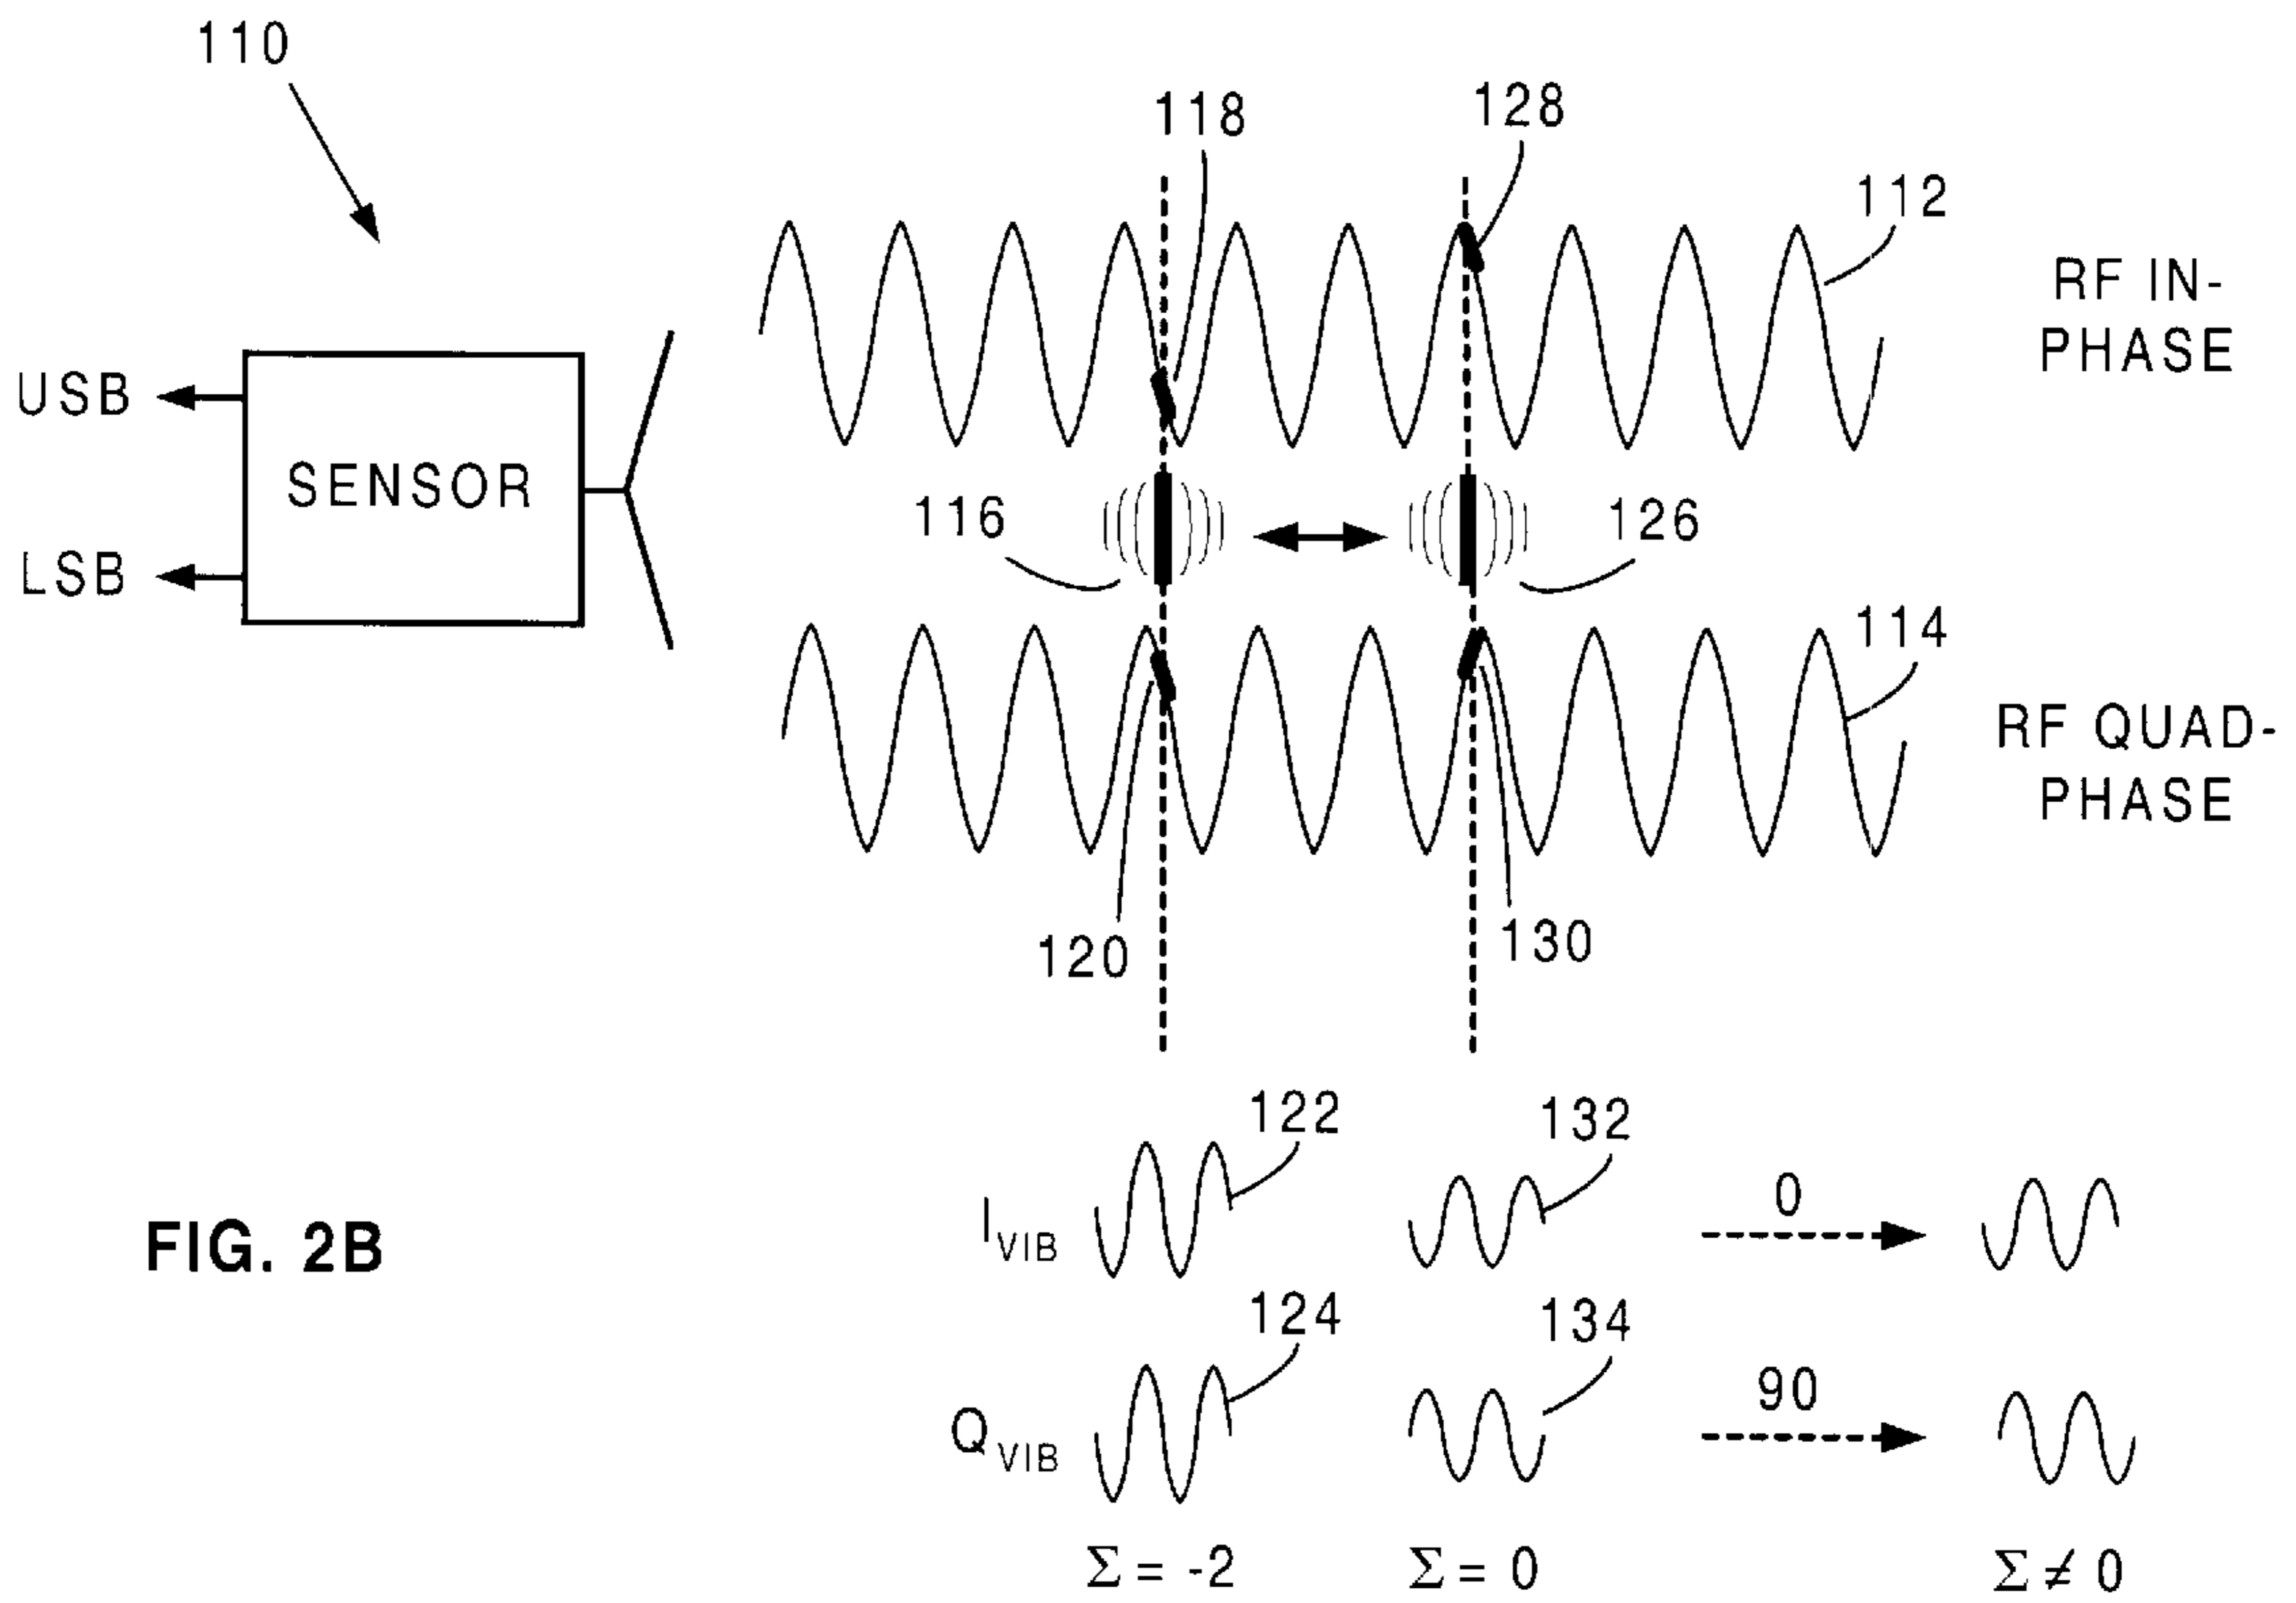 110
118
128
112
RF IN-
PHASE
USB
SENSOR
LSB
116
126
114
RF QUAD-
PHASE
120
130
122
132
I VIB
0
FIG. 2B
124
134
Q VIB
90
Σ = -2
Σ = 0
Σ ≠ 0